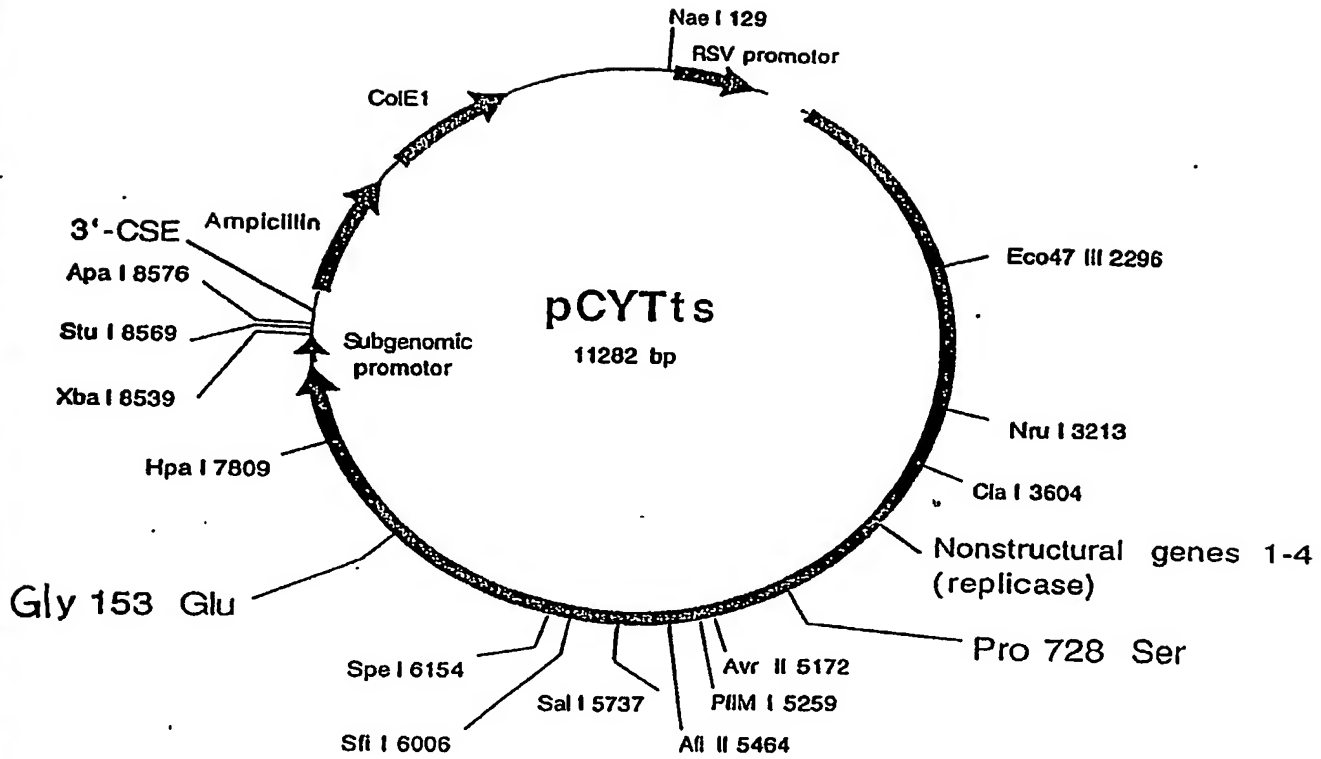 Nae I 129
RSV promotor
ColE1
3'-CSE
Ampicillin
Apa I 8576
Stu I 8569
Xba I 8539
Subgenomic
promotor
Hpa I 7809
pCYTts
11282 bp
Eco47 III 2296
Nru I 3213
Cla I 3604
Nonstructural genes 1-4
(replicase)
Gly 153 Glu
Pro 728 Ser
Spe I 6154
Sfi I 6006
Sal I 5737
Avr II 5172
PflM I 5259
Afl II 5464